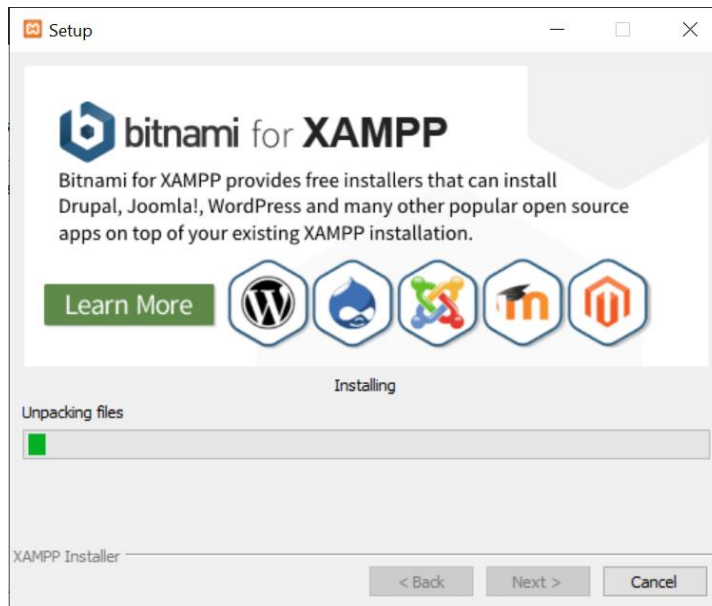 Setup
bitnami for XAMPP
Bitnami for XAMPP provides free installers that can install
Drupal, Joomla!, WordPress and many other popular open source
apps on top of your existing XAMPP installation.
Learn More
Installing
Unpacking files
XAMPP Installer
< Back Next > Cancel